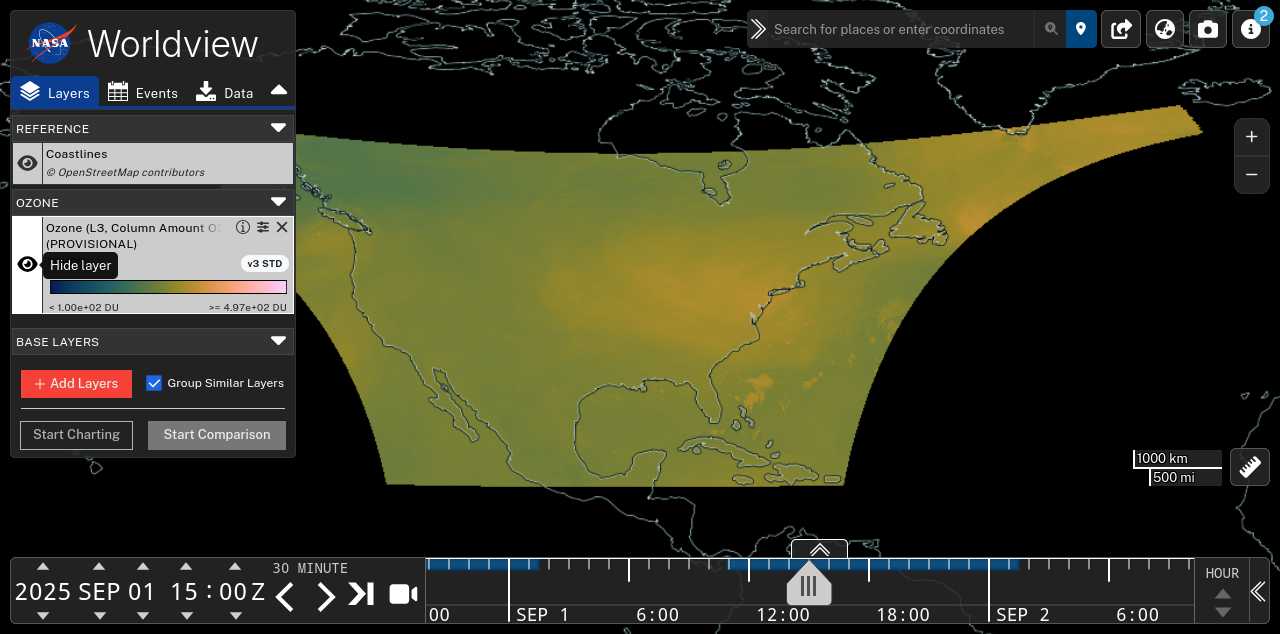 NASA
Worldview
Layers
Events
Data
REFERENCE
Coastlines
© OpenStreetMap contributors
OZONE
Ozone (L3, Column Amount
(PROVISIONAL)
Hide layer
v3 STD
< 1.00e+02 DU
>= 4.97e+02 DU
BASE LAYERS
+ Add Layers
Group Similar Layers
Start Charting
Start Comparison
Search for places or enter coordinates
2
+
−
1000 km
500 mi
2025 SEP 01 15 : 00 Z
30 MINUTE
00
SEP 1
6:00
12:00
18:00
SEP 2
6:00
HOUR